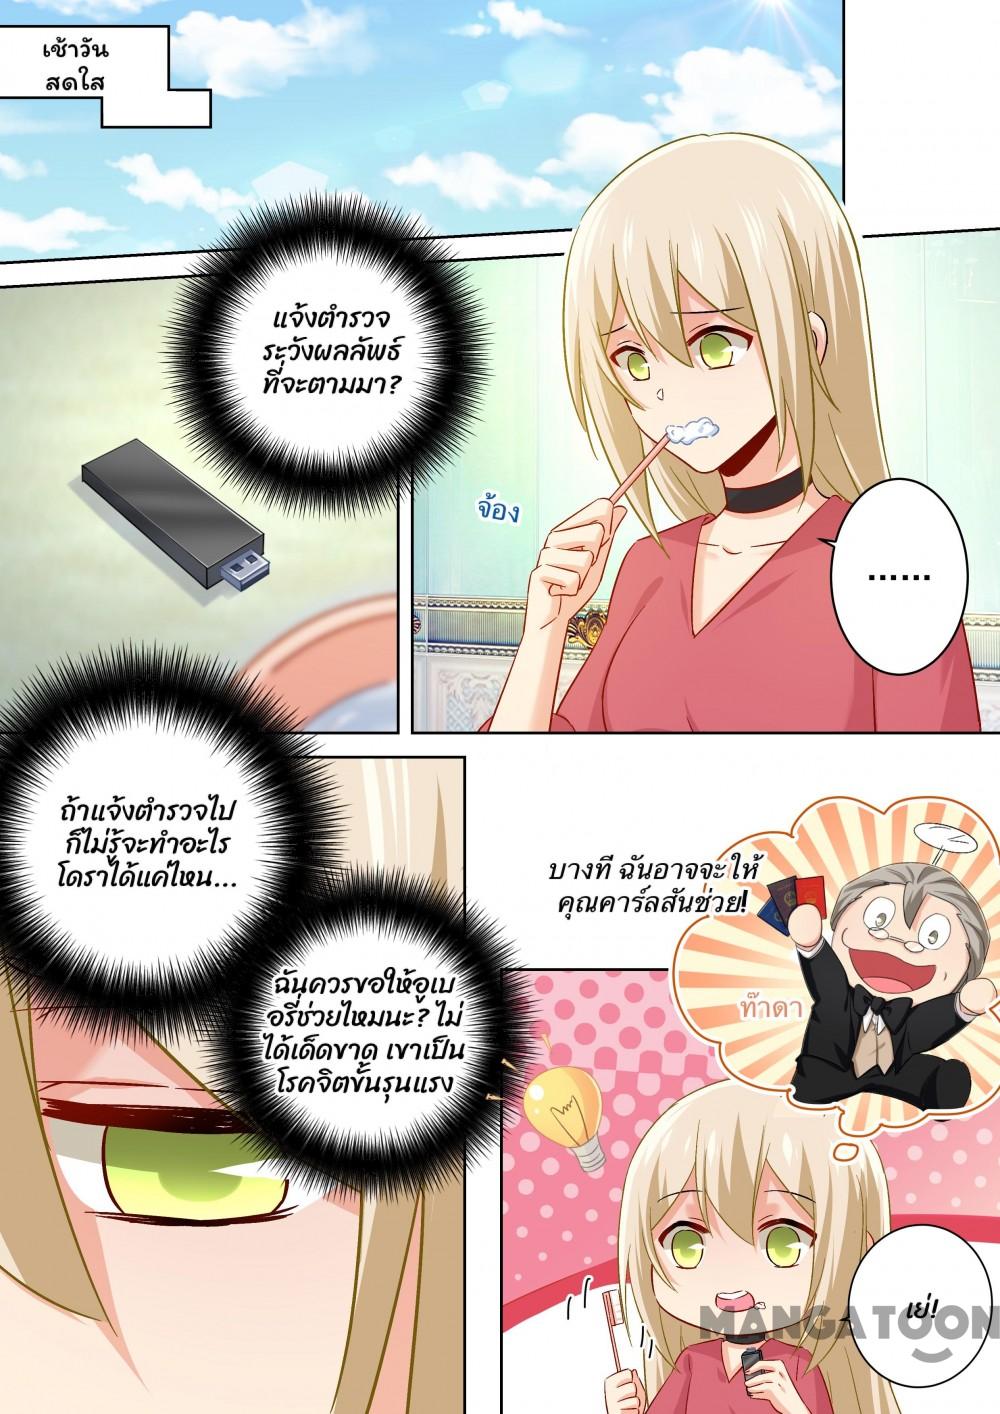 เช้าวัน
สดใส
แจ้งตำรวจ
ระวังผลลัพธ์
ที่จะตามมา?
จ้อง
......
ถ้าแจ้งตำรวจไป
ก็ไม่รู้จะทำอะไร
โดราได้แค่ไหน...
ฉันควรขอให้อูเบ
อรี่ช่วยไหมนะ? ไม่
ได้เด็ดขาด เขาเป็น
โรคจิตขั้นรุนแรง
บางที ฉันอาจจะให้
คุณคาร์ลสันช่วย!
ท๊าดา
เย่!
MANGATOON